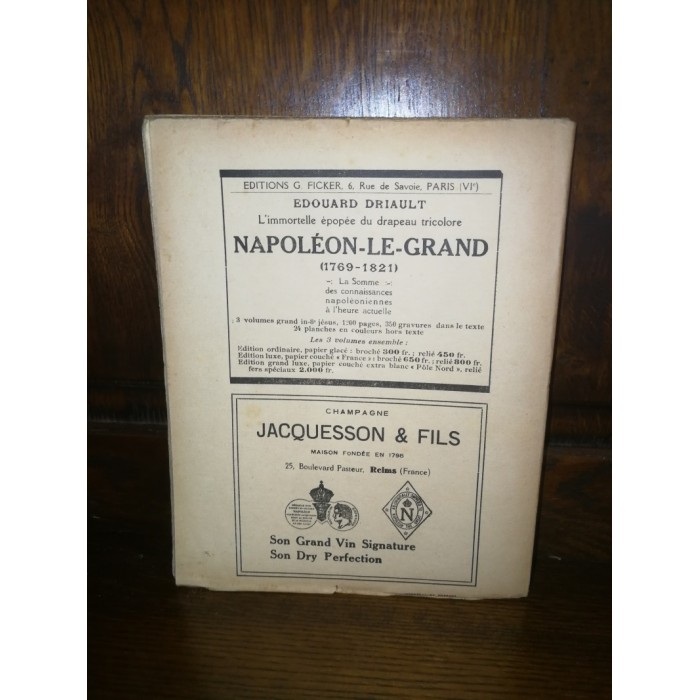 EDITIONS G. FICKER, 6, Rue de Savoie, PARIS (VIe)
EDOUARD DRIAULT
L'immortelle épopée du drapeau tricolore
NAPOLÉON-LE-GRAND
(1769-1821)
-: La Somme :-
des connaissances
napoléoniennes
à l'heure actuelle
3 volumes grand in-8° jésus, 1200 pages, 350 gravures dans le texte
24 planches en couleurs hors texte
Les 3 volumes ensemble :
Edition ordinaire, papier glacé : broché 300 fr. ; relié 450 fr.
Edition luxe, papier couché « France » : broché 650 fr. ; relié 800 fr.
Edition grand luxe, papier couché extra blanc « Pôle Nord », relié
fers spéciaux 2.000 fr.
CHAMPAGNE
JACQUESSON & FILS
MAISON FONDÉE EN 1798
25, Boulevard Pasteur, Reims (France)
N
Son Grand Vin Signature
Son Dry Perfection